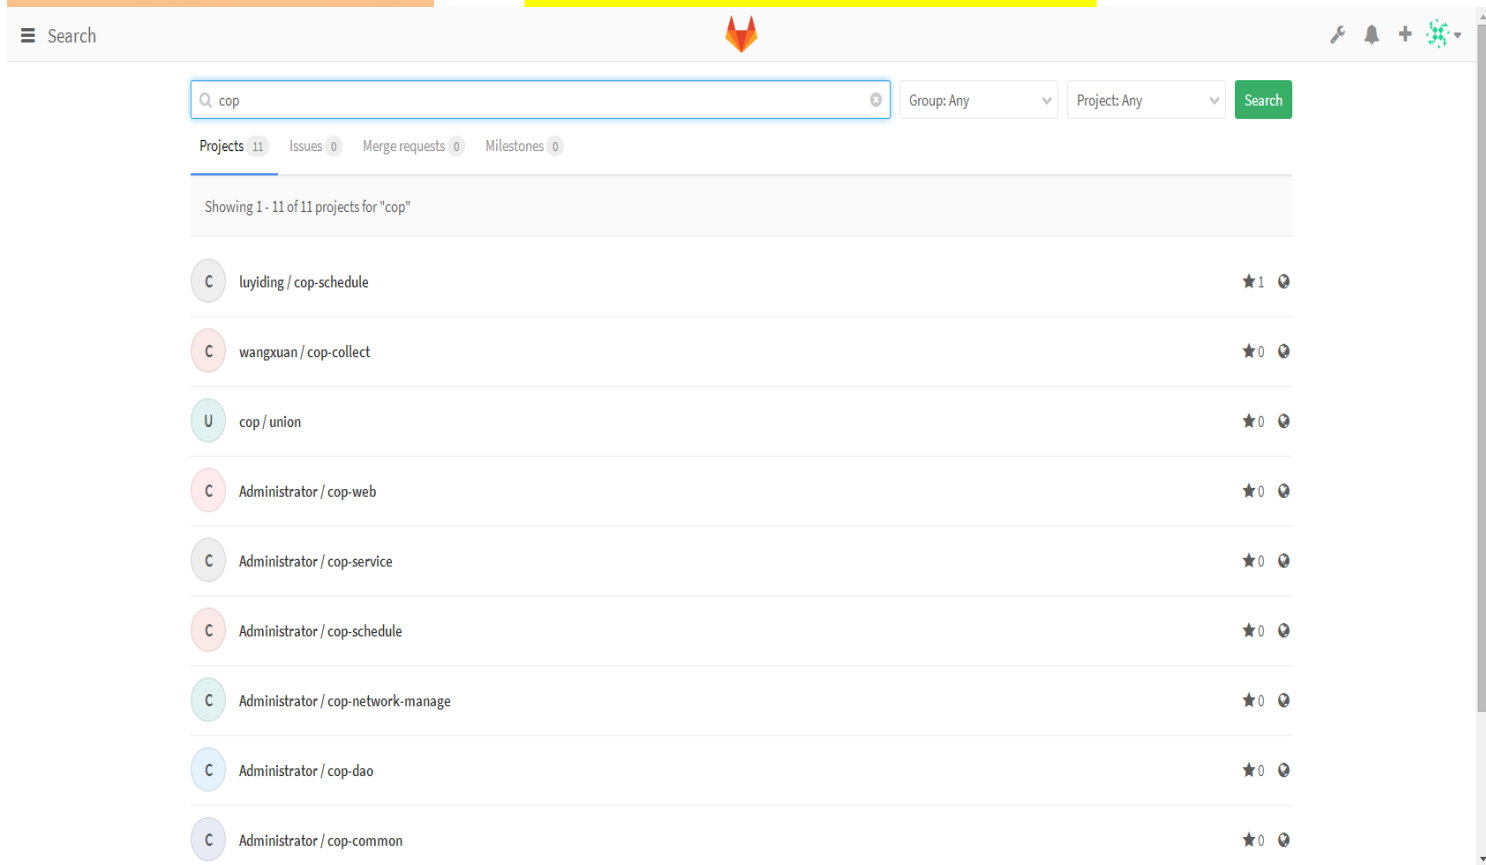 Search
cop Group: Any Project: Any Search
Projects 11 Issues 0 Merge requests 0 Milestones 0
Showing 1 - 11 of 11 projects for "cop"
C luyiding / cop-schedule 1
C wangxuan / cop-collect 0
U cop / union 0
C Administrator / cop-web 0
C Administrator / cop-service 0
C Administrator / cop-schedule 0
C Administrator / cop-network-manage 0
C Administrator / cop-dao 0
C Administrator / cop-common 0